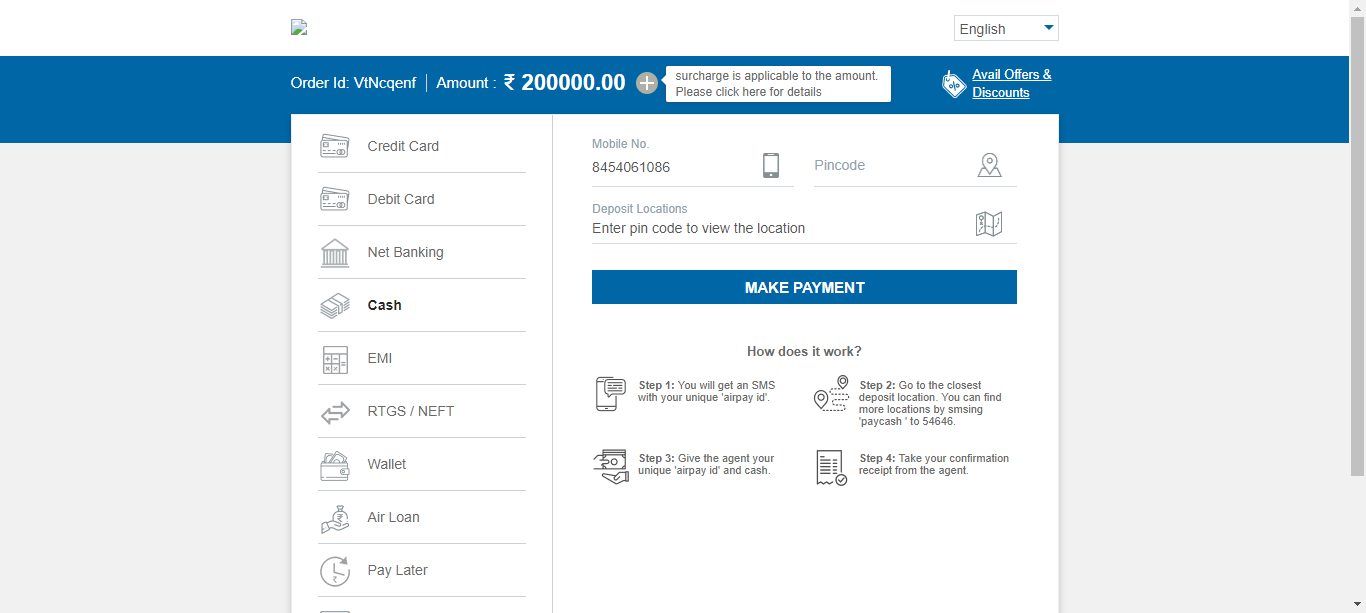 English
Order Id: VtNcqenf
Amount : ₹ 200000.00
surcharge is applicable to the amount.
Please click here for details
Avail Offers &
Discounts
Credit Card
Debit Card
Net Banking
Cash
EMI
RTGS / NEFT
Wallet
Air Loan
Pay Later
Mobile No.
8454061086
Pincode
Deposit Locations
Enter pin code to view the location
MAKE PAYMENT
How does it work?
Step 1: You will get an SMS
with your unique 'airpay id'.
Step 2: Go to the closest
deposit location. You can find
more locations by smsing
'paycash ' to 54646.
Step 3: Give the agent your
unique 'airpay id' and cash.
Step 4: Take your confirmation
receipt from the agent.